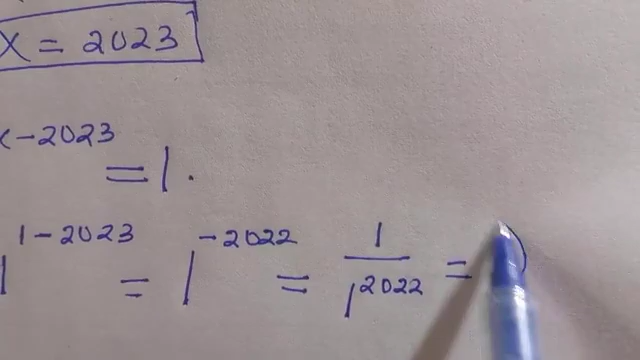 x = 2023
x-2023 = 1.
1^1-2023 = 1^-2022 = 1/1^2022 =